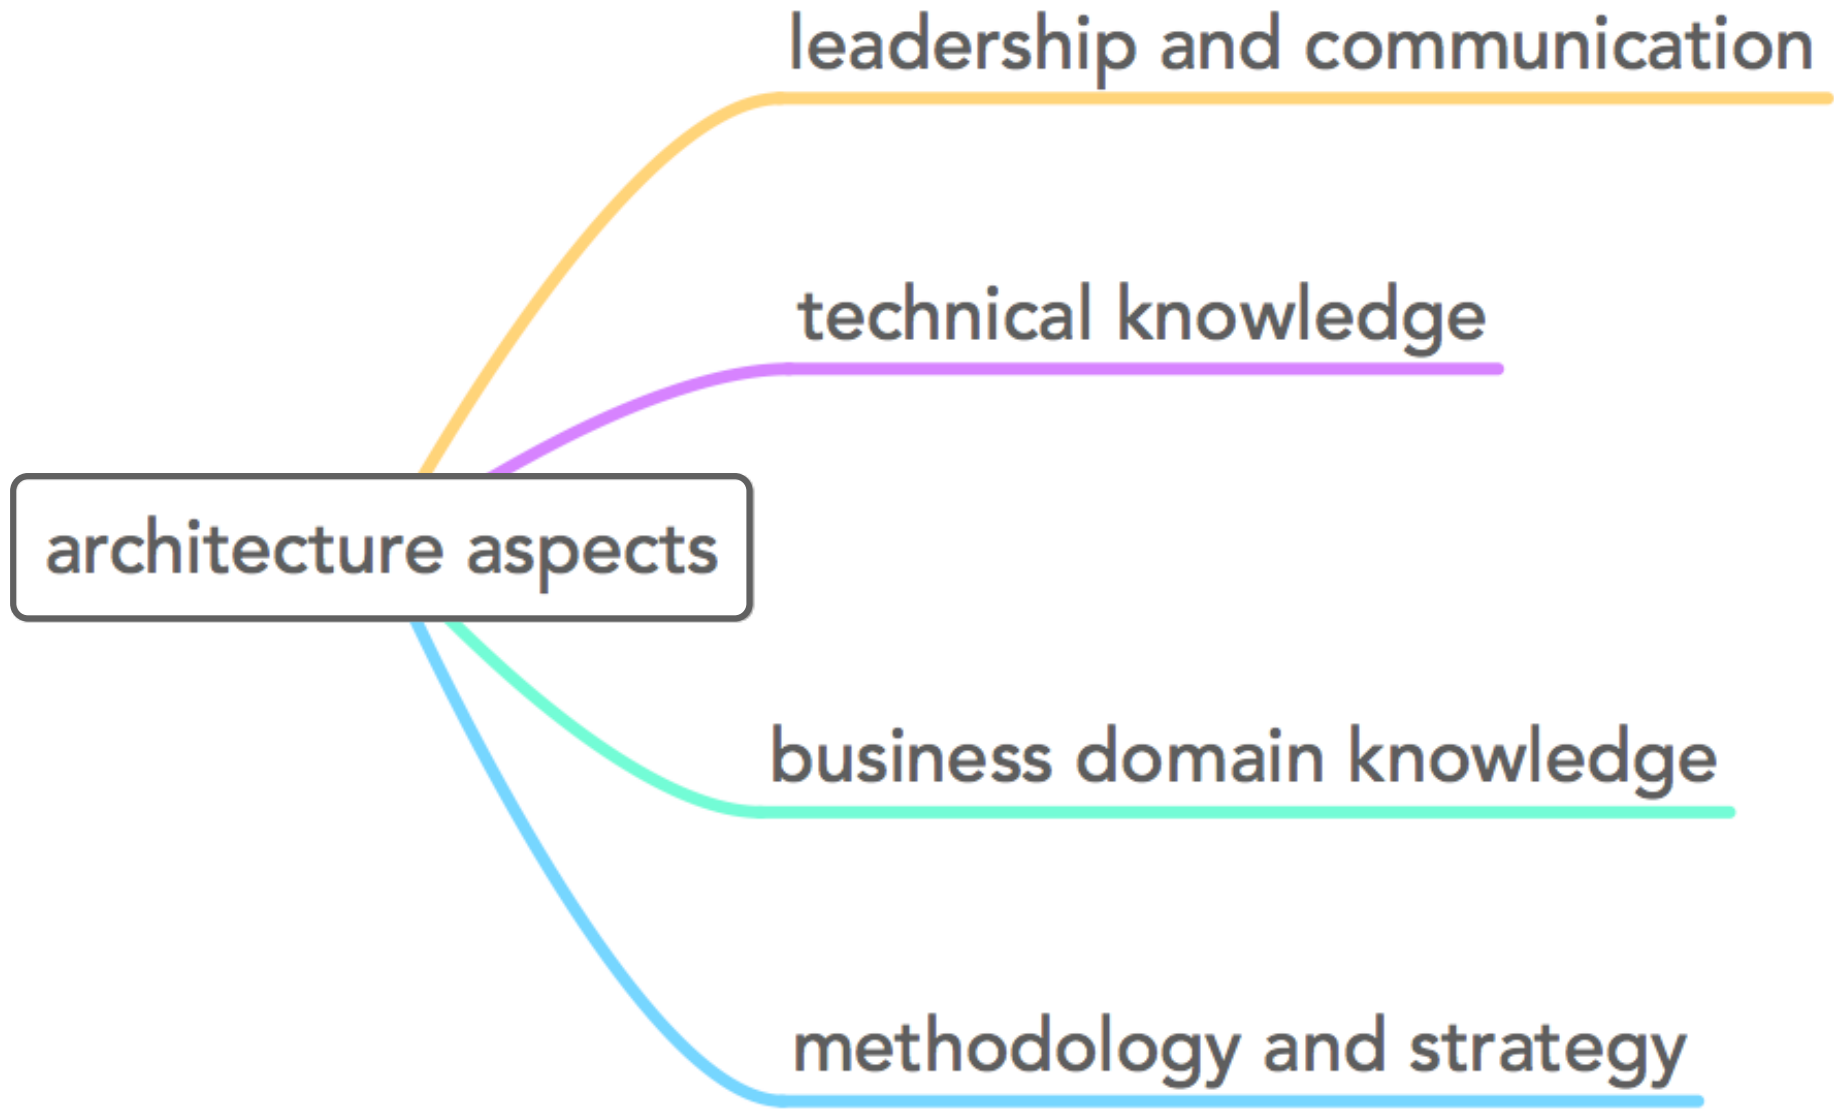 leadership and communication
technical knowledge
architecture aspects
business domain knowledge
methodology and strategy